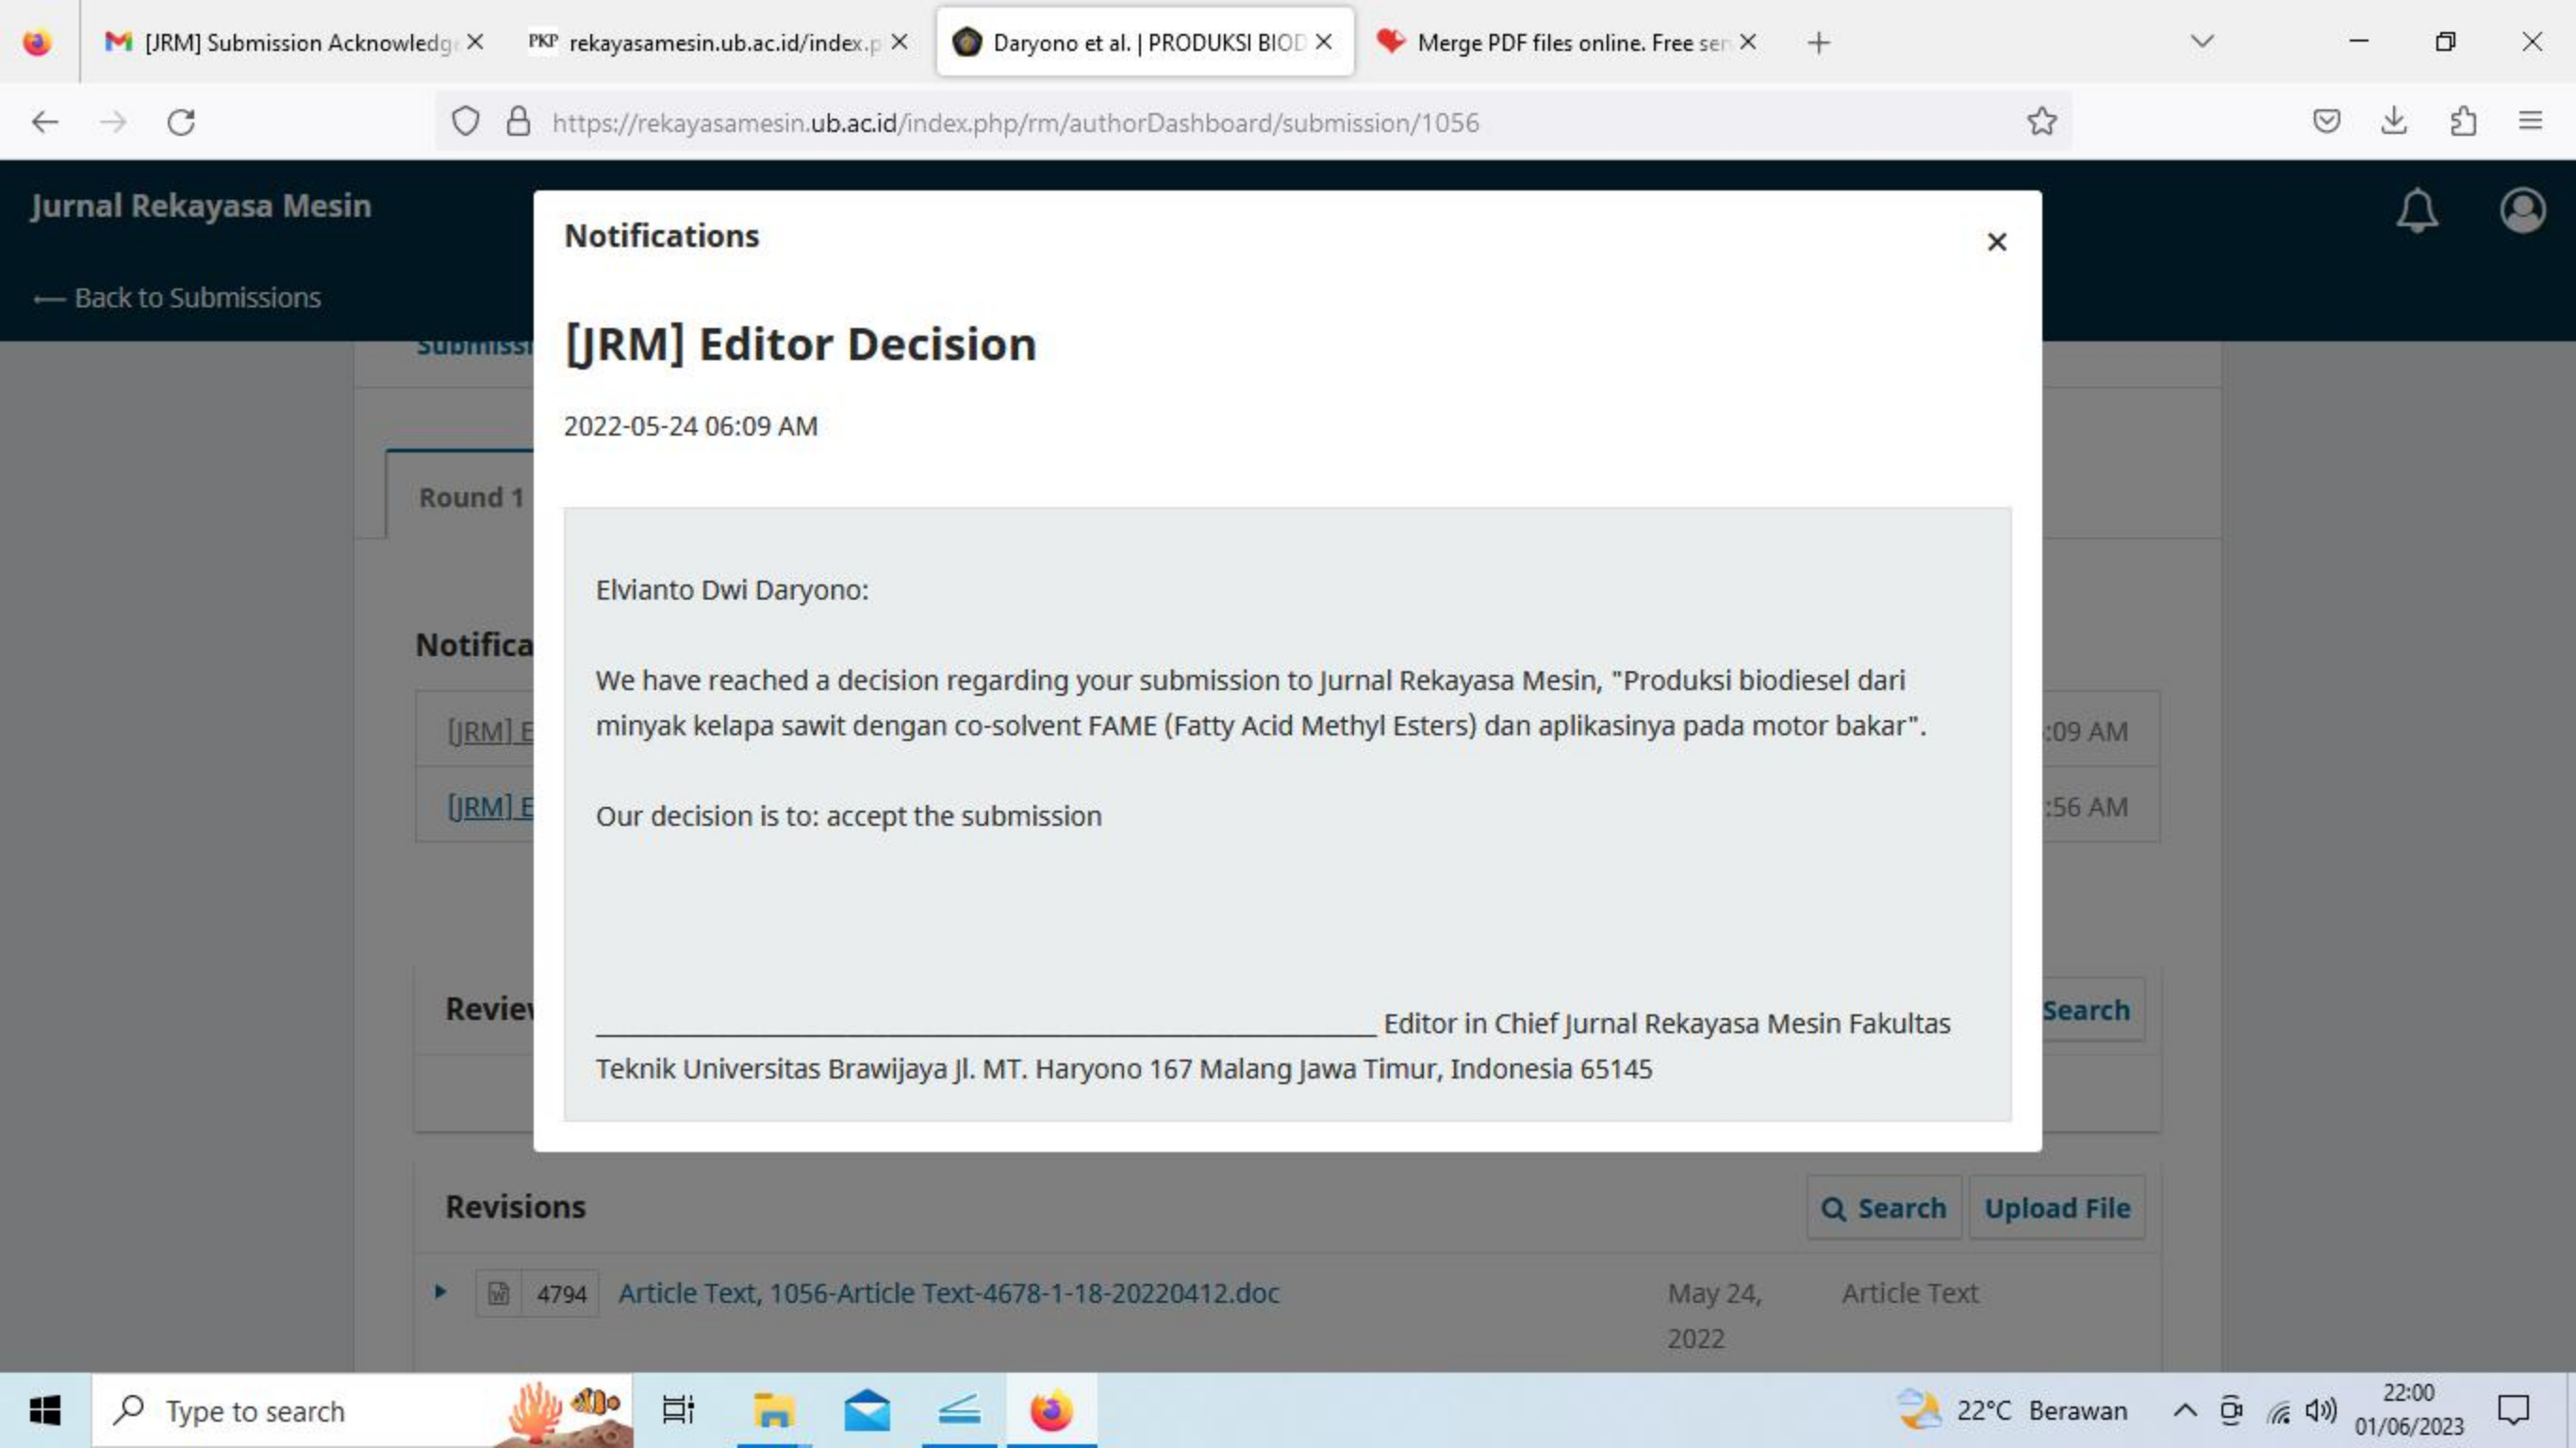 [JRM] Submission Acknowledg
PKP rekayasamesin.ub.ac.id/index.p
Daryono et al. | PRODUKSI BIOD
Merge PDF files online. Free ser
https://rekayasamesin.ub.ac.id/index.php/rm/authorDashboard/submission/1056
Jurnal Rekayasa Mesin
Back to Submissions
Notifications
[JRM] Editor Decision
2022-05-24 06:09 AM
Submissi
Round 1
Elvianto Dwi Daryono:
Notifica
We have reached a decision regarding your submission to Jurnal Rekayasa Mesin, "Produksi biodiesel dari
minyak kelapa sawit dengan co-solvent FAME (Fatty Acid Methyl Esters) dan aplikasinya pada motor bakar".
[JRM] E
:09 AM
[JRM] E
:56 AM
Our decision is to: accept the submission
Review
Search
Editor in Chief Jurnal Rekayasa Mesin Fakultas
Teknik Universitas Brawijaya Jl. MT. Haryono 167 Malang Jawa Timur, Indonesia 65145
Revisions
Search
Upload File
4794 Article Text, 1056-Article Text-4678-1-18-20220412.doc
May 24,
2022
Article Text
Type to search
22°C Berawan
22:00
01/06/2023